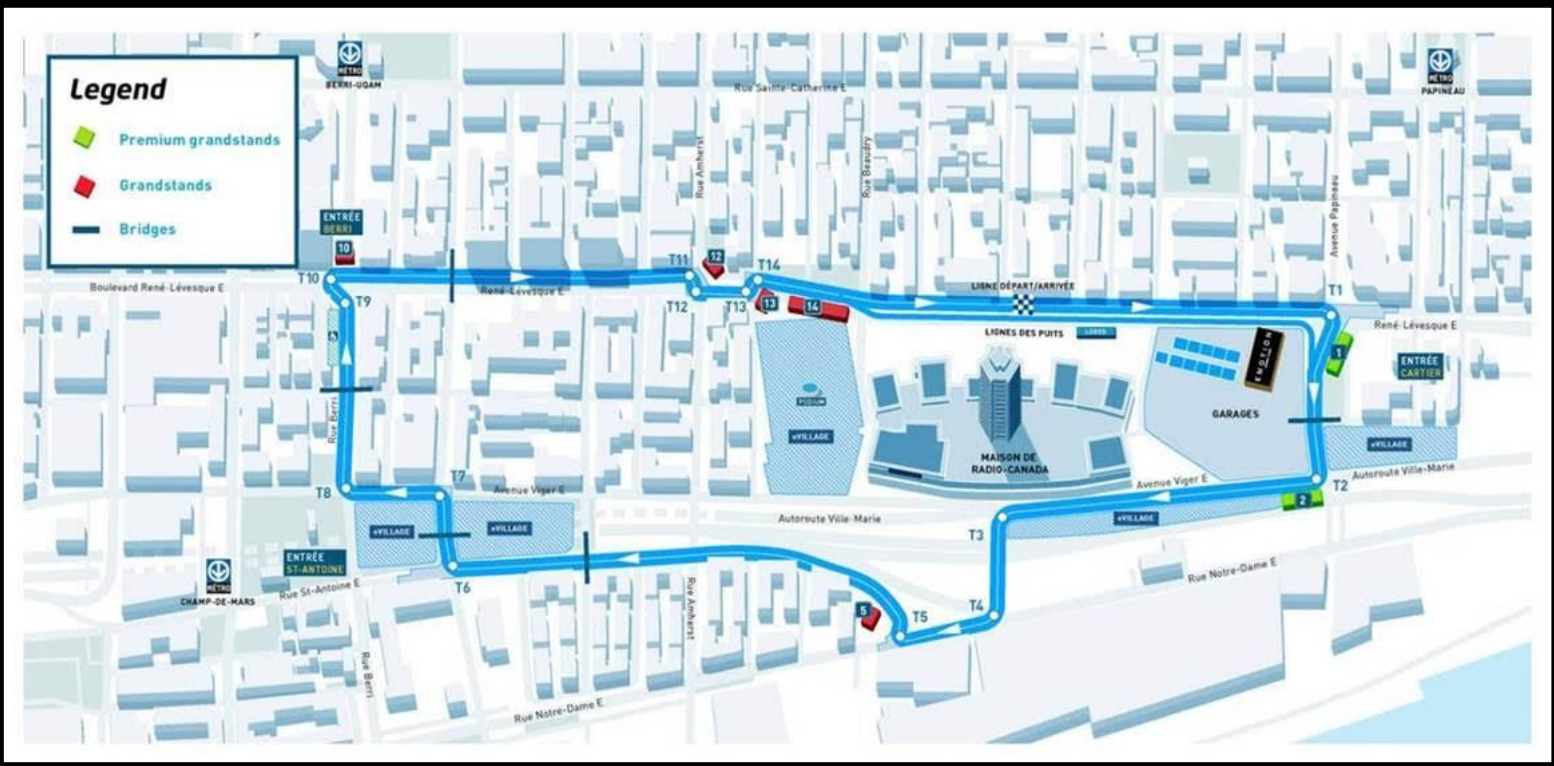 Legend
Premium grandstands
Grandstands
Bridges
MÉTRO
BERRI-UQAM
Rue Sainte-Catherine E
MÉTRO
PAPINEAU
Rue Amherst
Rue Beaudry
Avenue Papineau
ENTRÉE
BERRI
10
T10
T9
Boulevard René-Lévesque E
René-Lévesque E
T11
12
T12
T13
T14
13
14
LIGNE DÉPART/ARRIVÉE
LIGNES DES PUITS
T1
René-Lévesque E
1
ENTRÉE
CARTIER
EMOTION
GARAGES
PODIUM
eVILLAGE
MAISON DE
RADIO-CANADA
eVILLAGE
Autoroute Ville-Marie
Avenue Viger E
T2
2
eVILLAGE
T3
Autoroute Ville-Marie
Rue Berri
T8
T7
Avenue Viger E
eVILLAGE
eVILLAGE
ENTRÉE
ST-ANTOINE
MÉTRO
CHAMP-DE-MARS
Rue St-Antoine E
T6
Rue Amherst
5
T5
T4
Rue Notre-Dame E
Rue Berri
Rue Notre-Dame E